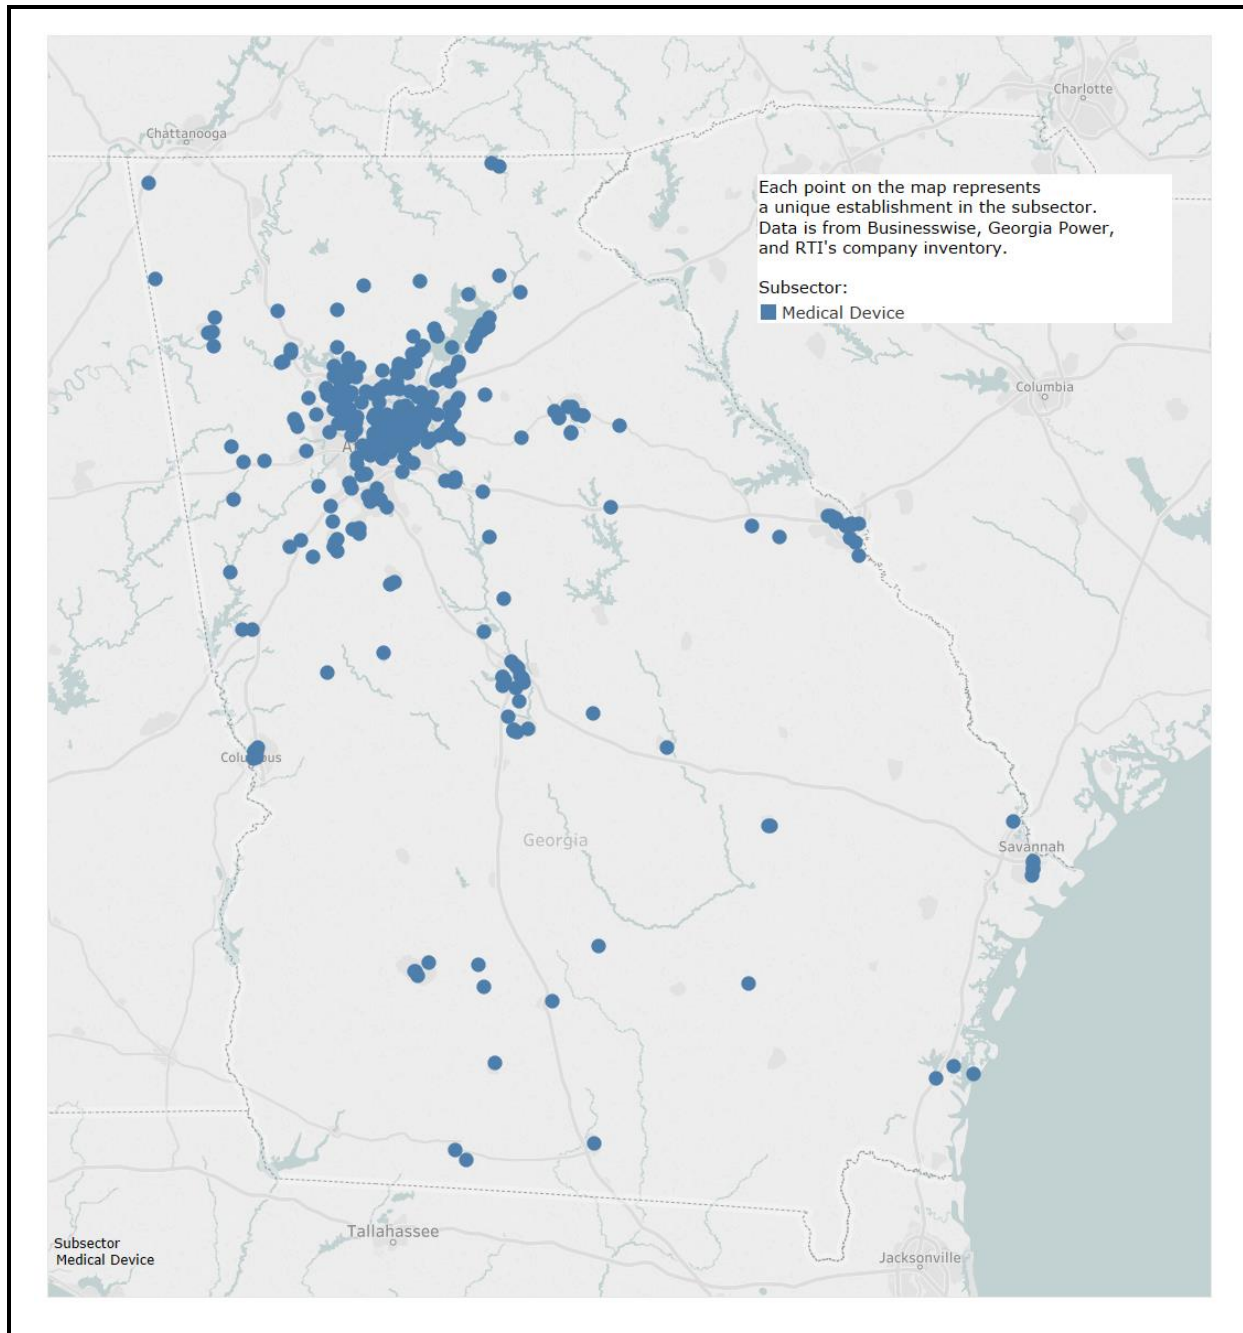 Charlotte
Chattanooga
Each point on the map represents
a unique establishment in the subsector.
Data is from Businesswise, Georgia Power,
and RTI's company inventory.
Subsector:
Medical Device
Columbia
A
Columbus
Georgia
Savannah
Tallahassee
Subsector
Medical Device
Jacksonville